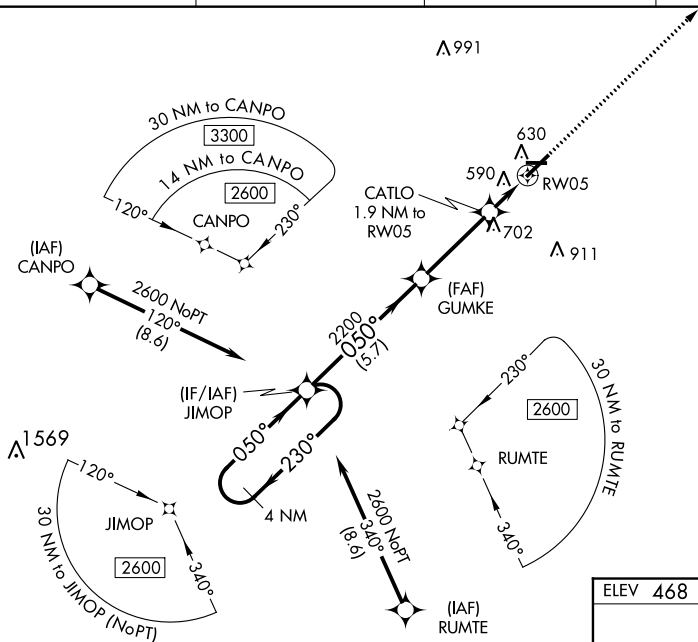 991
30 NM to CANPO
3300
14 NM to CANPO
2600
120°
CANPO
230°
630
590
RW05
CATLO
1.9 NM to
RW05
702
911
(IAF)
CANPO
2600 NoPT
120°
(8.6)
(FAF)
GUMKE
2200
050°
(5.7)
(IF/IAF)
JIMOP
050°
230°
4 NM
230°
30 NM to RUMTE
2600
RUMTE
340°
1569
120°
JIMOP
2600
340°
30 NM to JIMOP (NoPT)
2600 NoPT
340°
(8.6)
(IAF)
RUMTE
ELEV 468